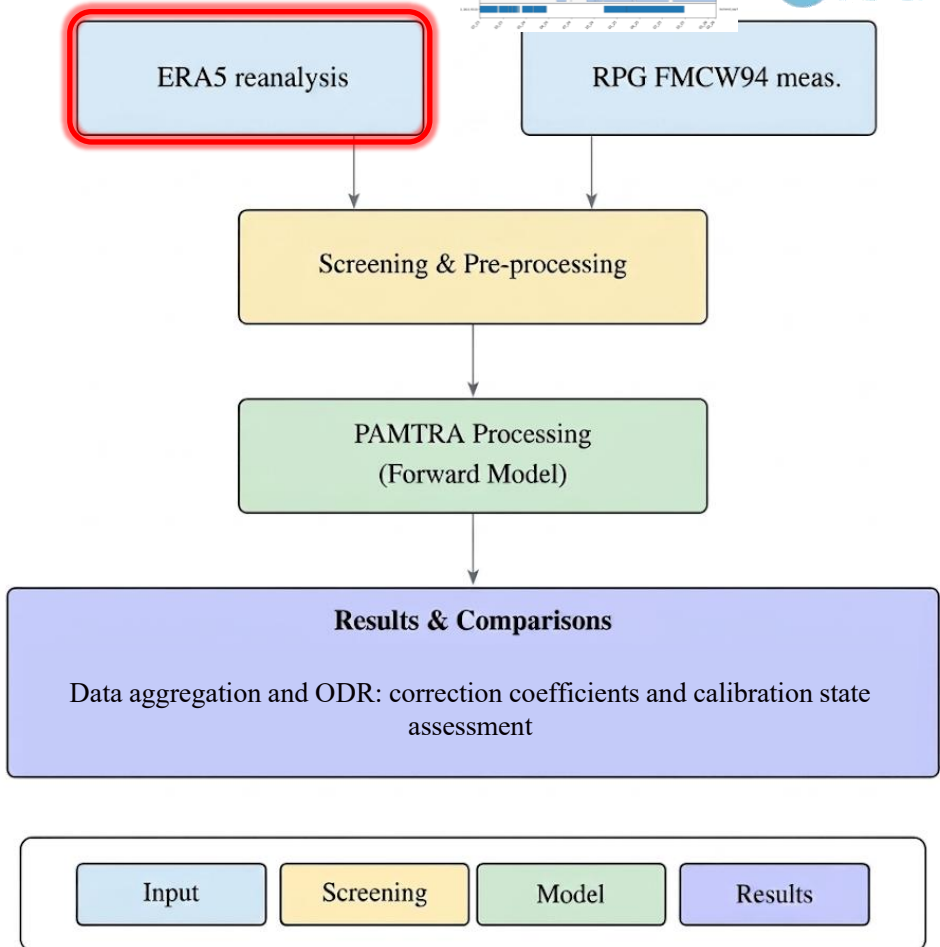 ERA5 reanalysis
RPG FMCW94 meas.
Screening & Pre-processing
PAMTRA Processing
(Forward Model)
Results & Comparisons
Data aggregation and ODR: correction coefficients and calibration state
assessment
Input
Screening
Model
Results